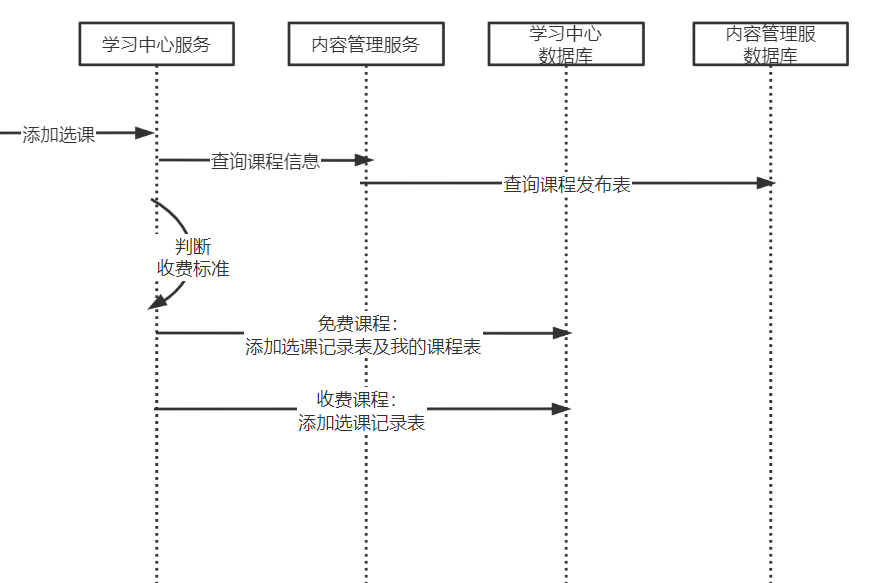 学习中心服务
内容管理服务
学习中心
数据库
内容管理服
数据库
添加选课
查询课程信息
查询课程发布表
判断
收费标准
免费课程：
添加选课记录表及我的课程表
收费课程：
添加选课记录表